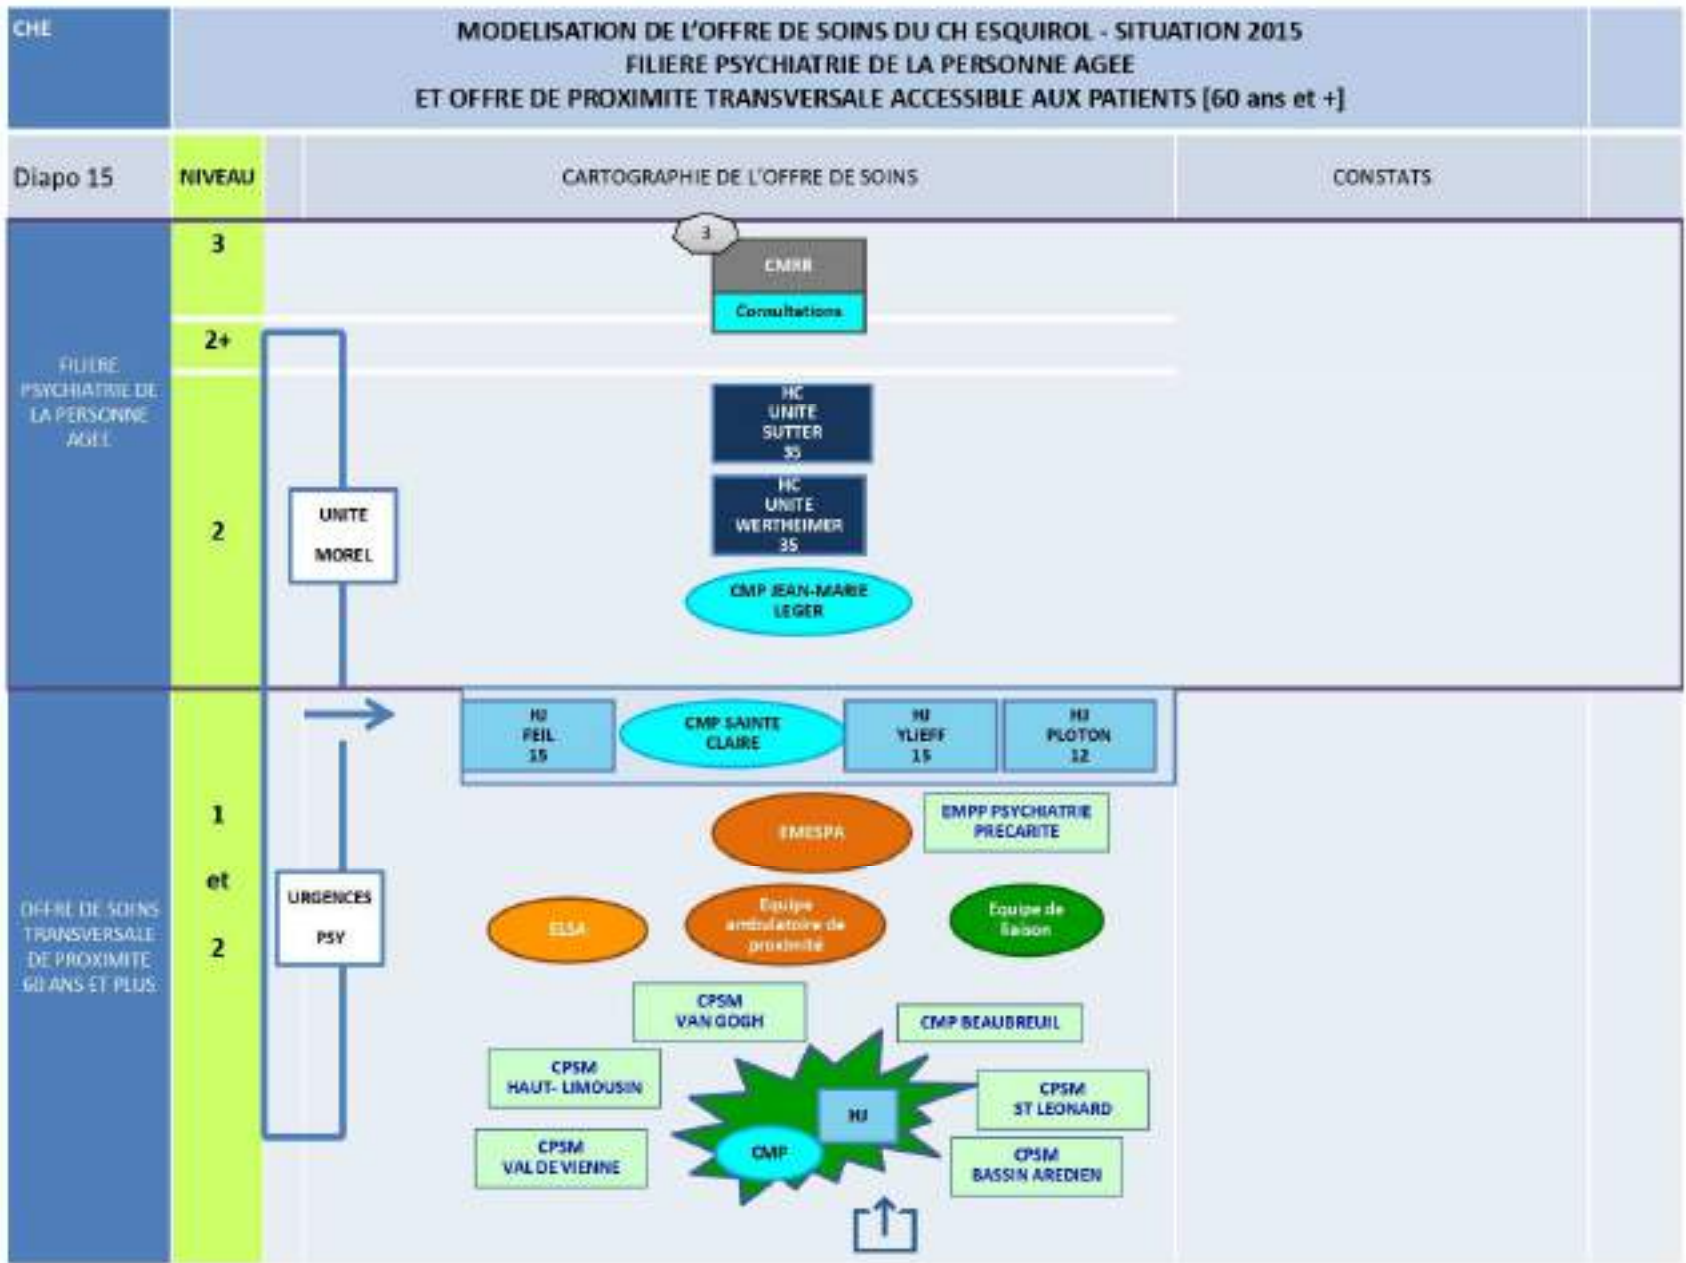 CHE
MODELISATION DE L'OFFRE DE SOINS DU CH ESQUIROL - SITUATION 2015
FILIERE PSYCHIATRIE DE LA PERSONNE AGEE
ET OFFRE DE PROXIMITE TRANSVERSALE ACCESSIBLE AUX PATIENTS [60 ans et +]
Diapo 15
NIVEAU
CARTOGRAPHIE DE L'OFFRE DE SOINS
CONSTATS
FILIERE
PSYCHIATRIE DE
LA PERSONNE
AGEE
3
2+
2
3
CMRR
Consultations
HC
UNITE
SUTTER
35
HC
UNITE
WERTHEIMER
35
CMP JEAN-MARIE
LEGER
UNITE
MOREL
OFFRE DE SOINS
TRANSVERSALE
DE PROXIMITE
60 ANS ET PLUS
1
et
2
URGENCES
PSY
HJ
FEIL
15
CMP SAINTE
CLAIRE
HJ
YLIEFF
15
HJ
PLOTON
12
EMESPA
EMPP PSYCHIATRIE
PRECARITE
ELSA
Equipe
ambulatoire de
proximité
Equipe de
liaison
CPSM
VAN GOGH
CMP BEAUBREUIL
CPSM
HAUT- LIMOUSIN
CPSM
ST LEONARD
CPSM
VAL DE VIENNE
CPSM
BASSIN AREDIEN
HJ
CMP